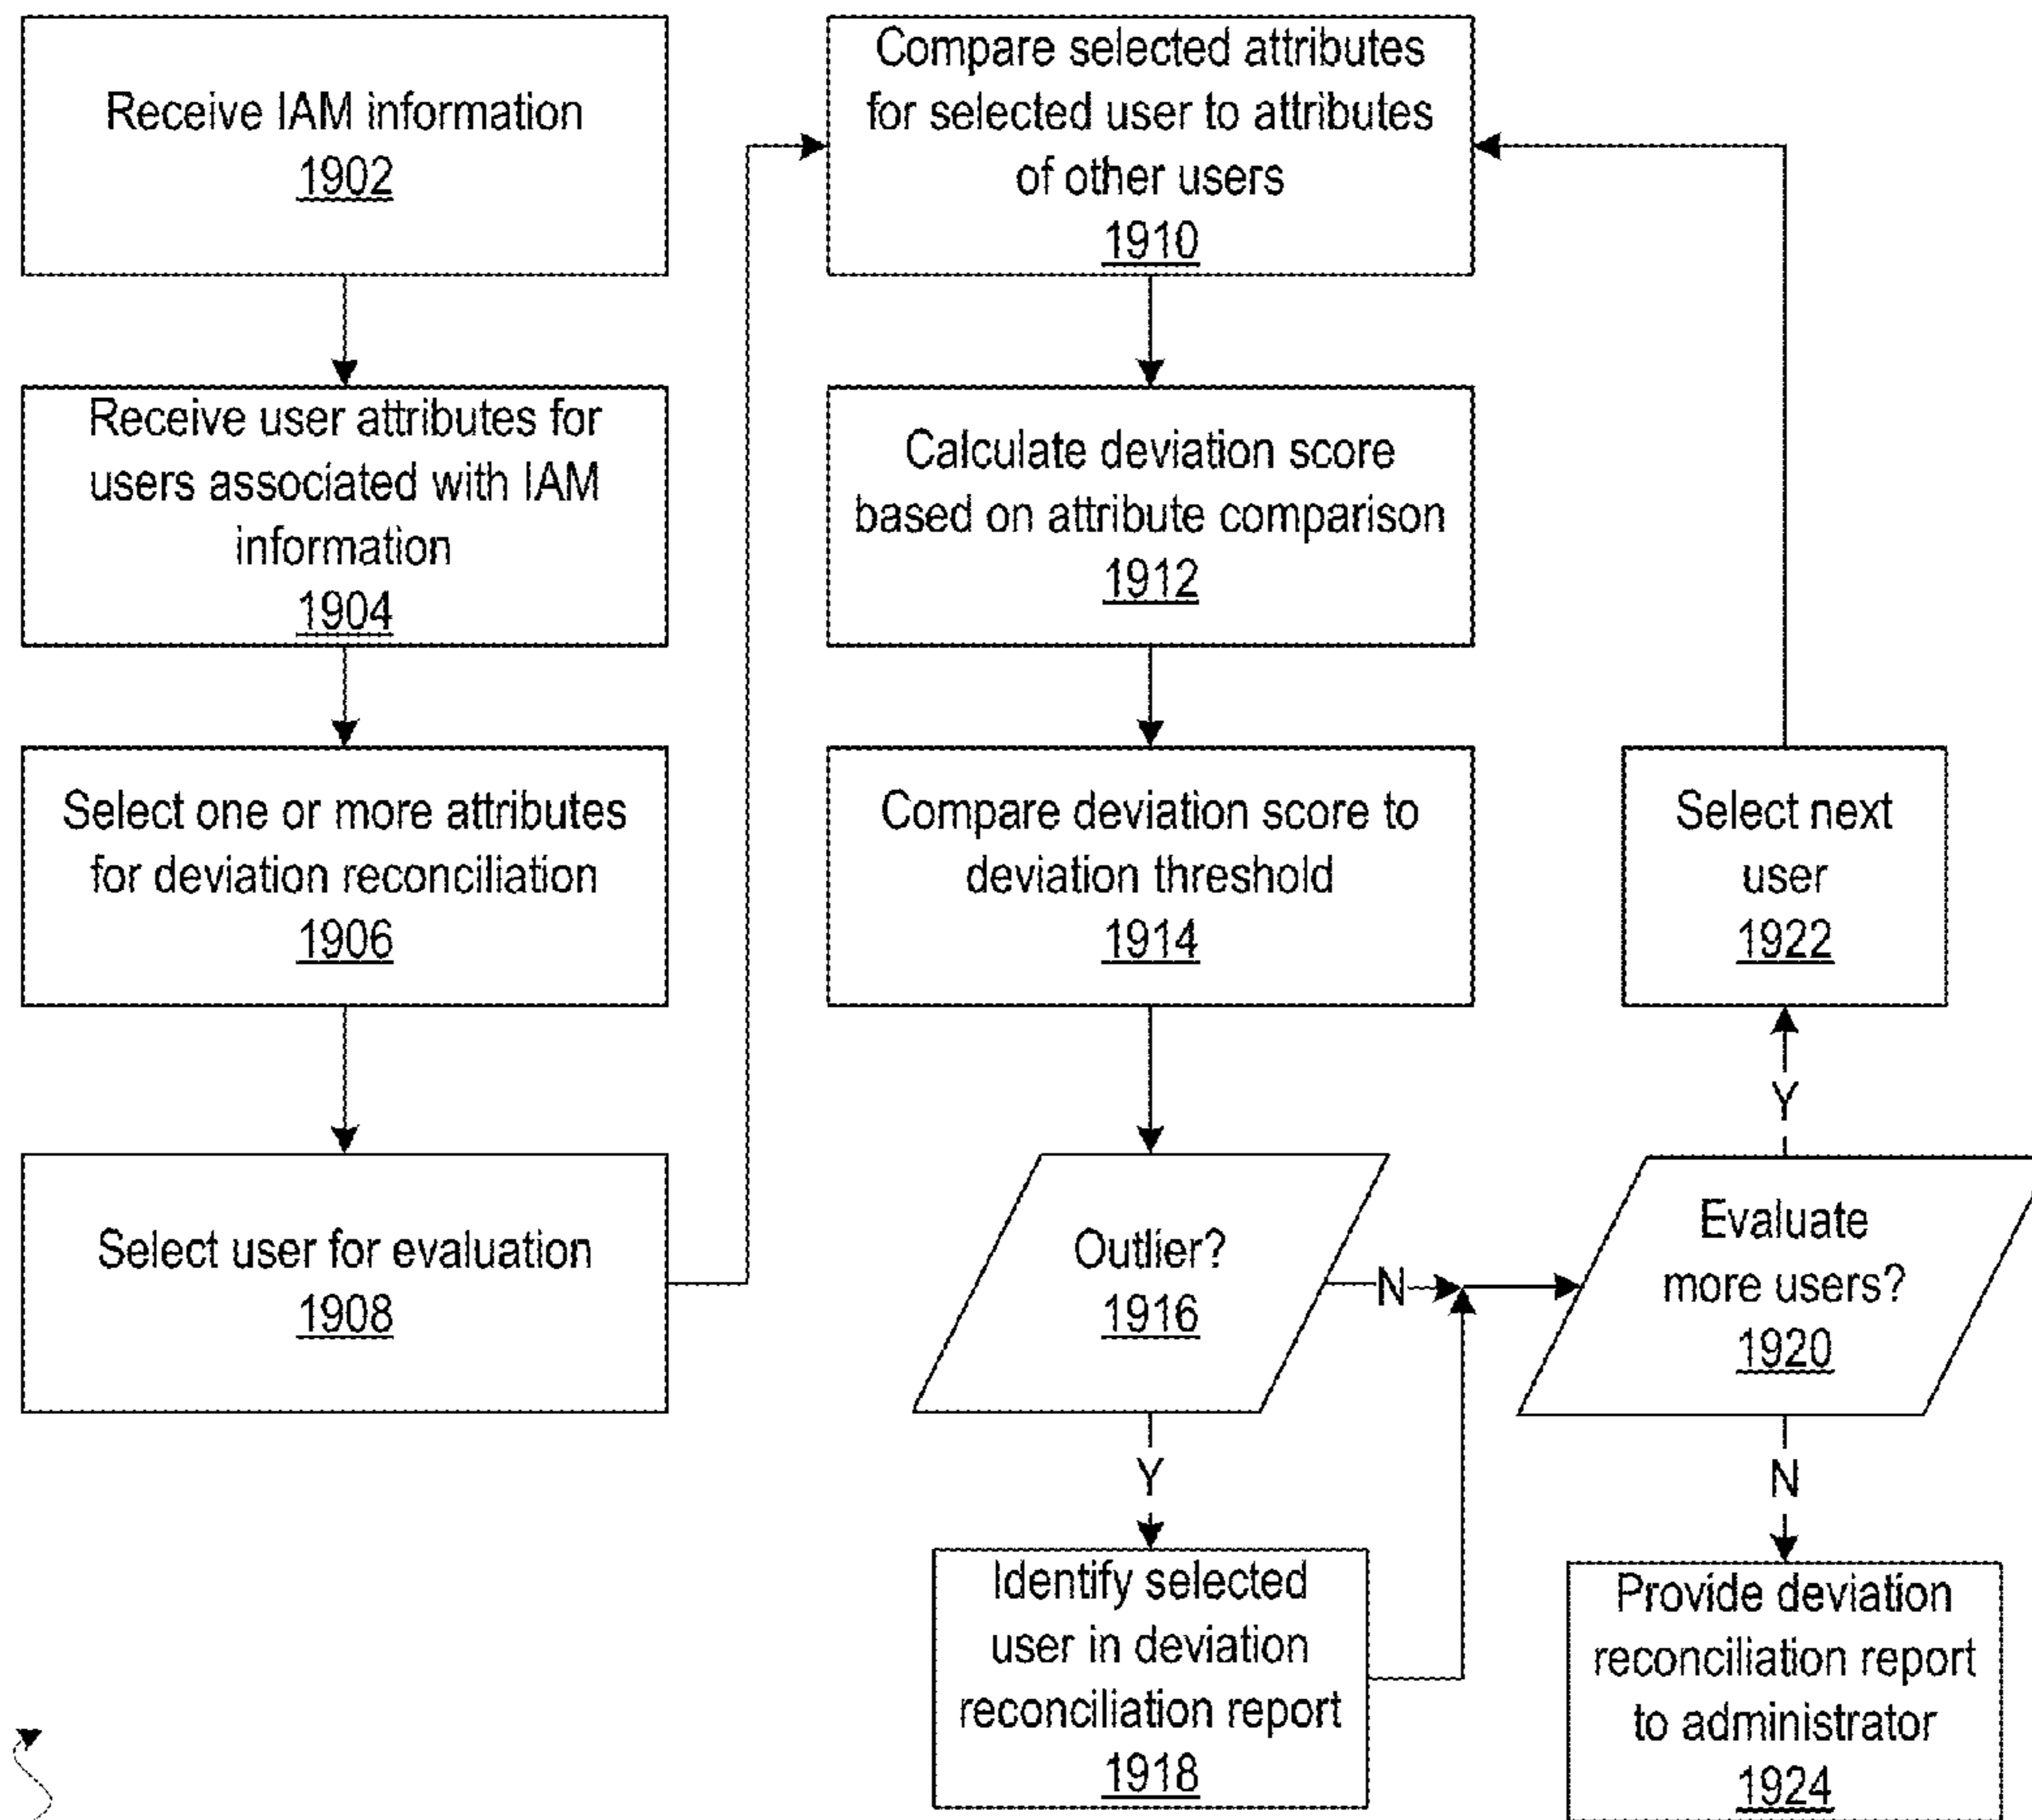 Receive IAM information
1902
Receive user attributes for
users associated with IAM
information
1904
Select one or more attributes
for deviation reconciliation
1906
Select user for evaluation
1908
Compare selected attributes
for selected user to attributes
of other users
1910
Calculate deviation score
based on attribute comparison
1912
Compare deviation score to
deviation threshold
1914
Outlier?
1916
N
Y
Identify selected
user in deviation
reconciliation report
1918
Select next
user
1922
Y
Evaluate
more users?
1920
N
Provide deviation
reconciliation report
to administrator
1924